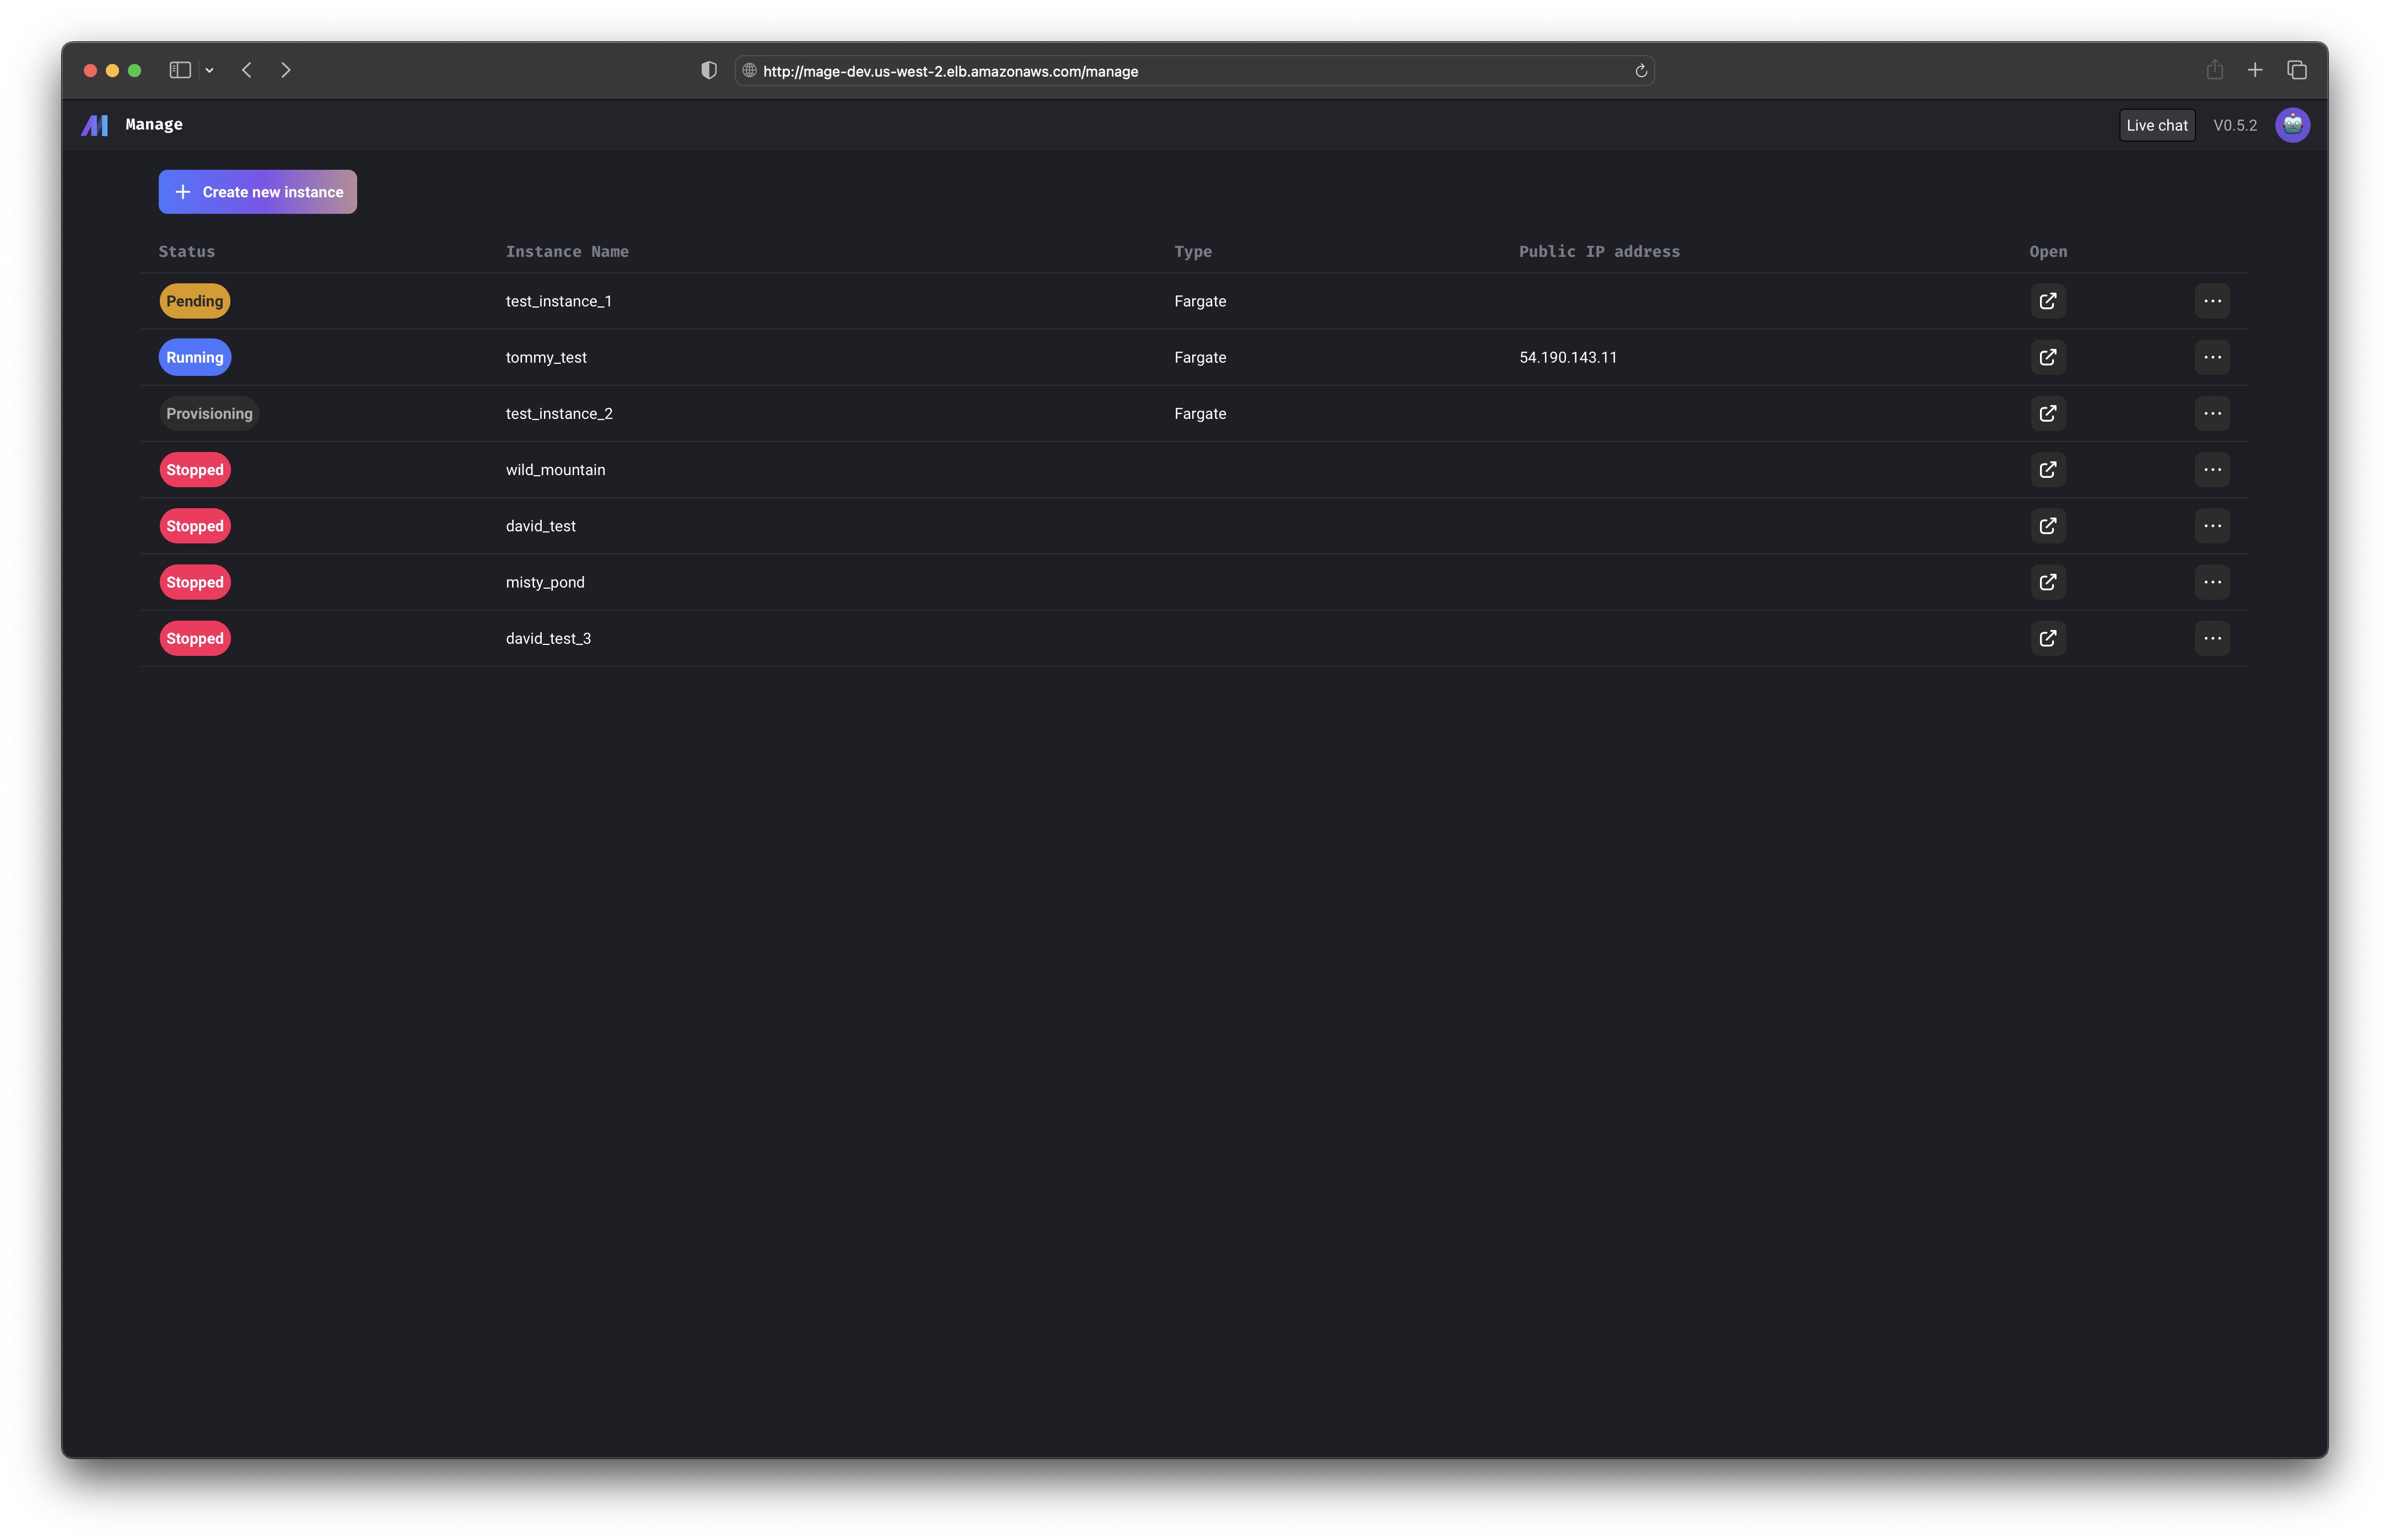 http://mage-dev.us-west-2.elb.amazonaws.com/manage
Manage
Live chat V0.5.2
Create new instance
Status Instance Name Type Public IP address Open
Pending test_instance_1 Fargate
Running tommy_test Fargate 54.190.143.11
Provisioning test_instance_2 Fargate
Stopped wild_mountain
Stopped david_test
Stopped misty_pond
Stopped david_test_3